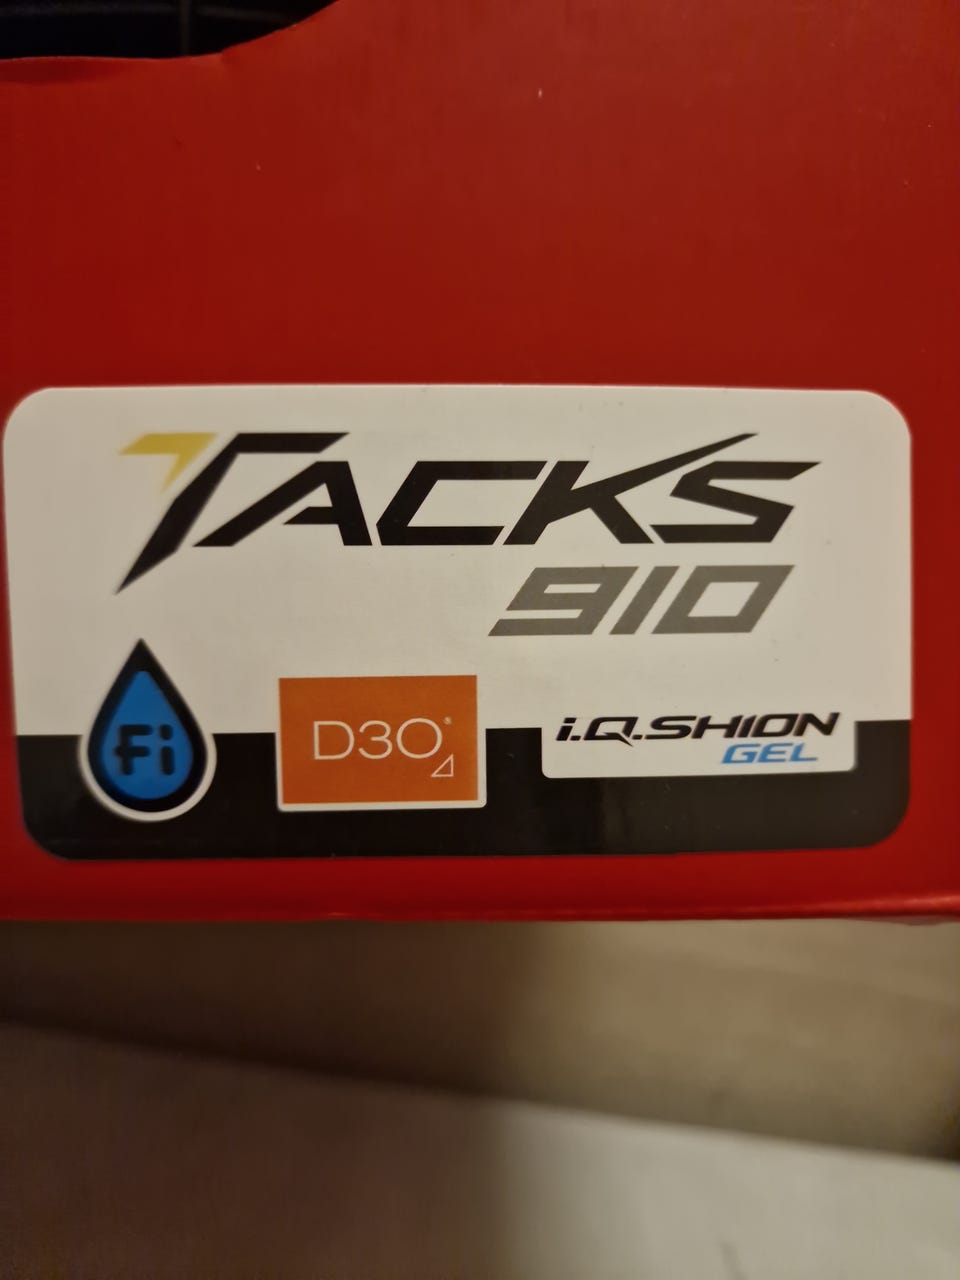 TACKS
910
Fi
D3O®
i.Q.SHION
GEL